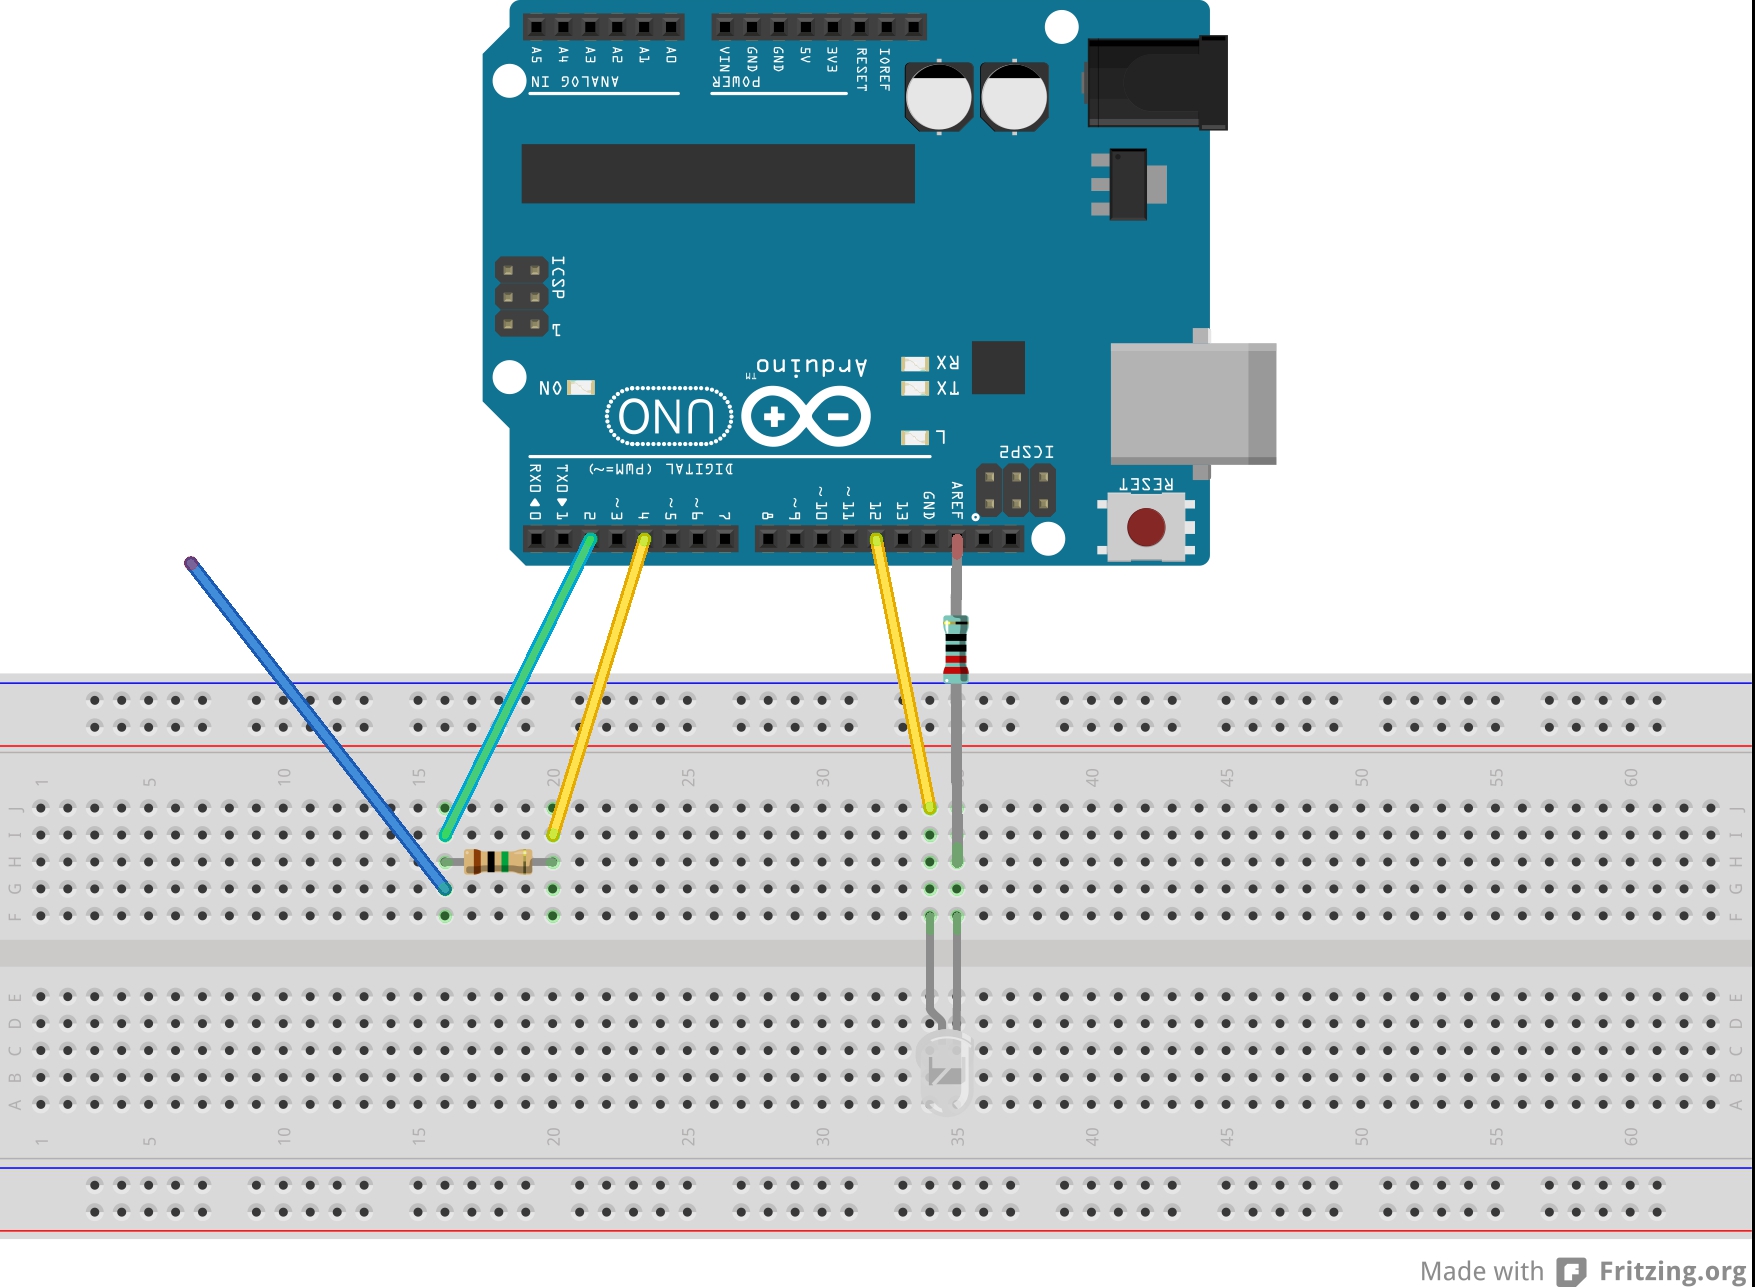 A5 A4 A3 A2 A1 A0 VIN GND GND 5V 3V3 RESET IOREF
ANALOG IN POWER
ICSP
1
Arduino™
RX
TX
ON
UNO
L
ICSP2
DIGITAL (PWM=~)
RX0◄0 TX0►1 2 ~3 4 ~5 ~6 7 8 ~9 ~10 ~11 12 13 GND AREF
RESET
1 5 10 15 20 25 30 35 40 45 50 55 60
J J
I I
H H
G G
F F
E E
D D
C C
B B
A A
1 5 10 15 20 25 30 35 40 45 50 55 60
Made with Fritzing.org